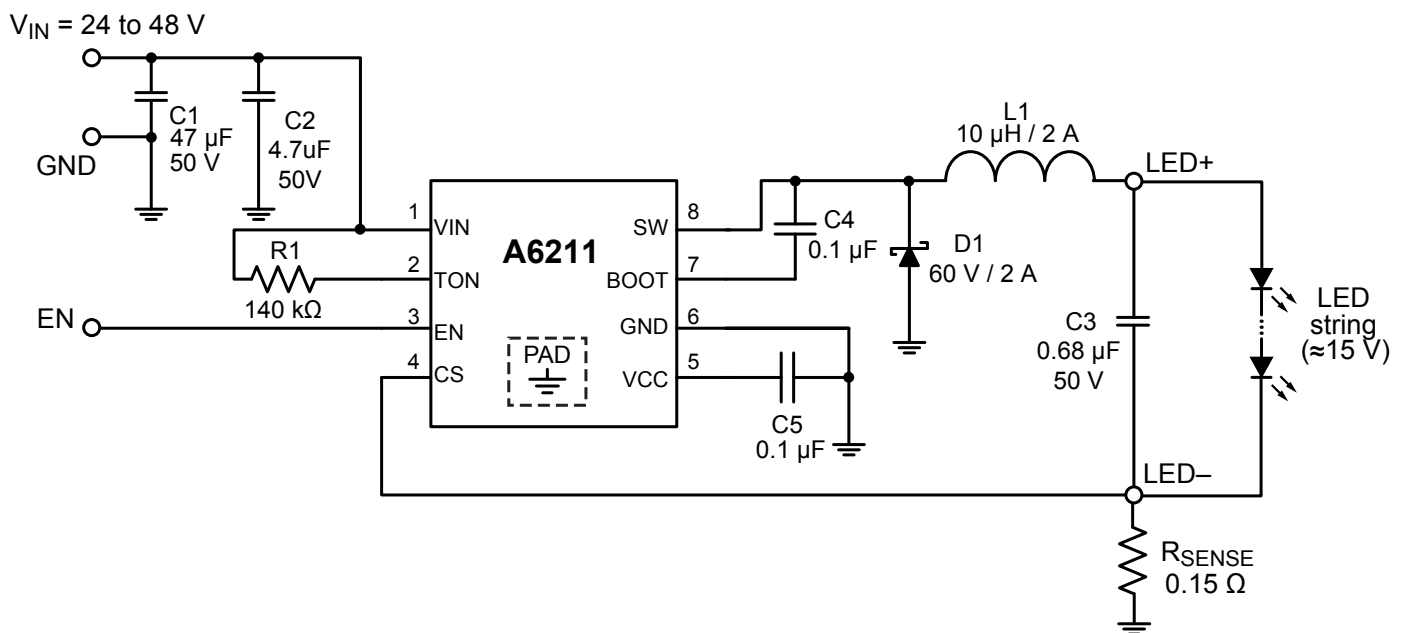 VIN = 24 to 48 V
C1
47 µF
50 V
C2
4.7uF
50V
GND
R1
140 kΩ
EN
1
VIN
2
TON
3
EN
4
CS
A6211
PAD
SW
8
BOOT
7
GND
6
VCC
5
C4
0.1 µF
D1
60 V / 2 A
L1
10 µH / 2 A
LED+
C5
0.1 µF
C3
0.68 µF
50 V
LED
string
(≈15 V)
LED–
RSENSE
0.15 Ω